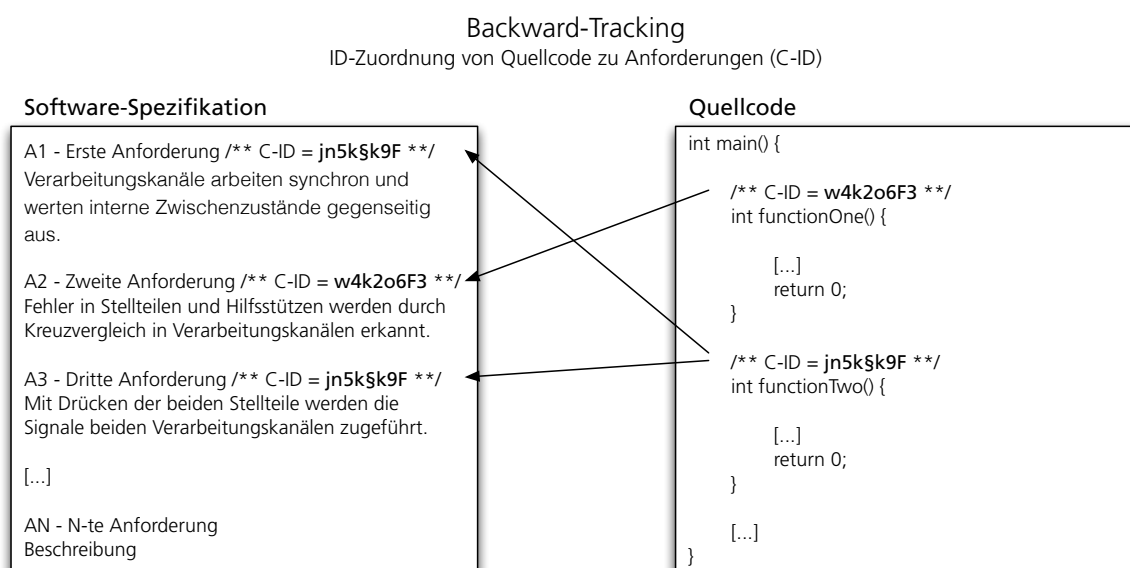 Backward-Tracking
ID-Zuordnung von Quellcode zu Anforderungen (C-ID)
Software-Spezifikation
A1 - Erste Anforderung /** C-ID = jn5k§k9F **/
Verarbeitungskanäle arbeiten synchron und
werten interne Zwischenzustände gegenseitig
aus.
A2 - Zweite Anforderung /** C-ID = w4k2o6F3 **/
Fehler in Stellteilen und Hilfsstützen werden durch
Kreuzvergleich in Verarbeitungskanälen erkannt.
A3 - Dritte Anforderung /** C-ID = jn5k§k9F **/
Mit Drücken der beiden Stellteile werden die
Signale beiden Verarbeitungskanälen zugeführt.
[...]
AN - N-te Anforderung
Beschreibung
Quellcode
int main() {
/** C-ID = w4k2o6F3 **/
int functionOne() {
[...]
return 0;
}
/** C-ID = jn5k§k9F **/
int functionTwo() {
[...]
return 0;
}
[...]
}